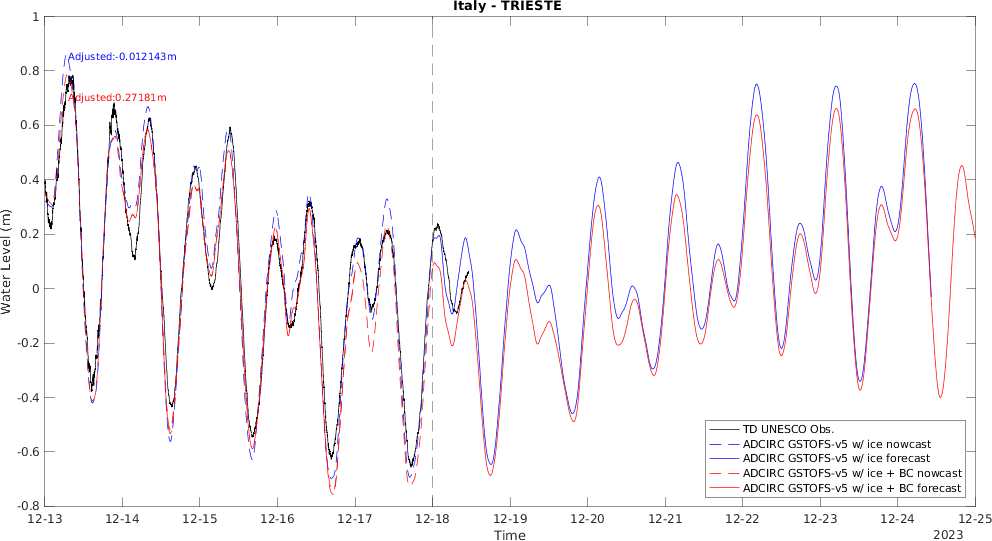 Italy - TRIESTE
1
0.8
0.6
0.4
0.2
0
-0.2
-0.4
-0.6
-0.8
Water Level (m)
Adjusted:-0.012143m
Adjusted:0.27181m
TD UNESCO Obs.
ADCIRC GSTOFS-v5 w/ ice nowcast
ADCIRC GSTOFS-v5 w/ ice forecast
ADCIRC GSTOFS-v5 w/ ice + BC nowcast
ADCIRC GSTOFS-v5 w/ ice + BC forecast
12-13 12-14 12-15 12-16 12-17 12-18 12-19 12-20 12-21 12-22 12-23 12-24 12-25
Time
2023